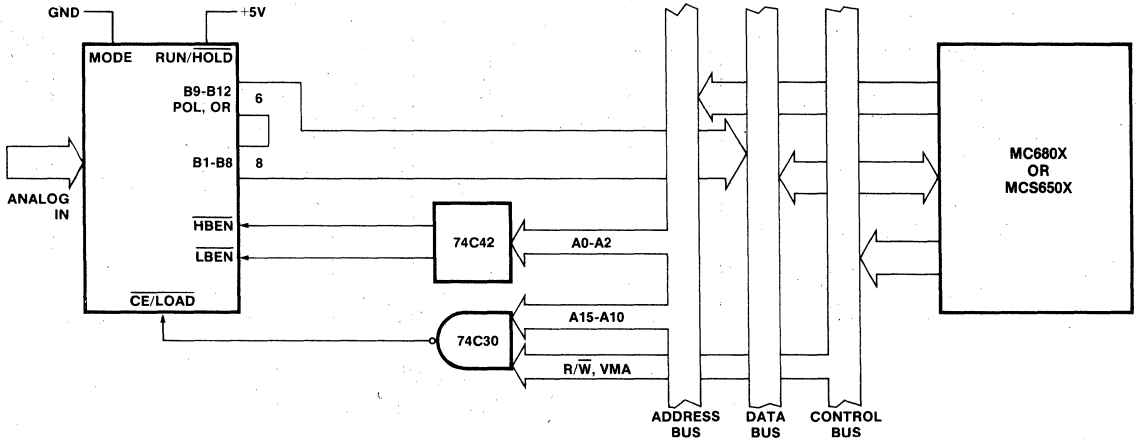 GND
+5V
MODE
RUN/HOLD
B9-B12
POL, OR
6
B1-B8
8
ANALOG
IN
HBEN
LBEN
CE/LOAD
74C42
A0-A2
74C30
A15-A10
R/W, VMA
MC680X
OR
MCS650X
ADDRESS
BUS
DATA
BUS
CONTROL
BUS